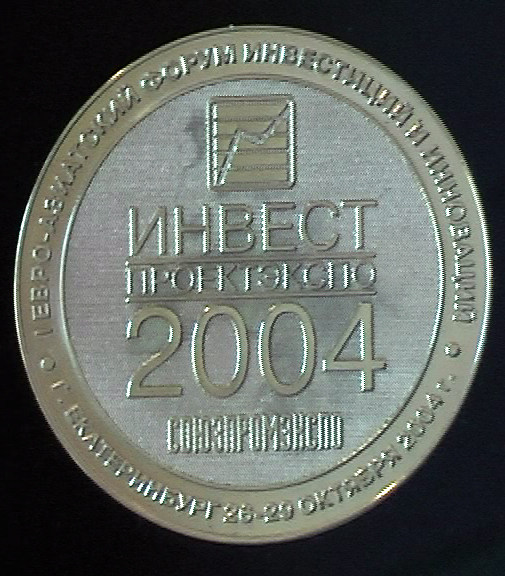 I ЕВРО-АЗИАТСКИЙ ФОРУМ ИНВЕСТИЦИЙ И ИННОВАЦИЙ
ИНВЕСТ
ПРОЕКТЭКСПО
2004
СОЮЗПРОМЭКСПО
Г. ЕКАТЕРИНБУРГ 26-29 ОКТЯБРЯ 2004 г.